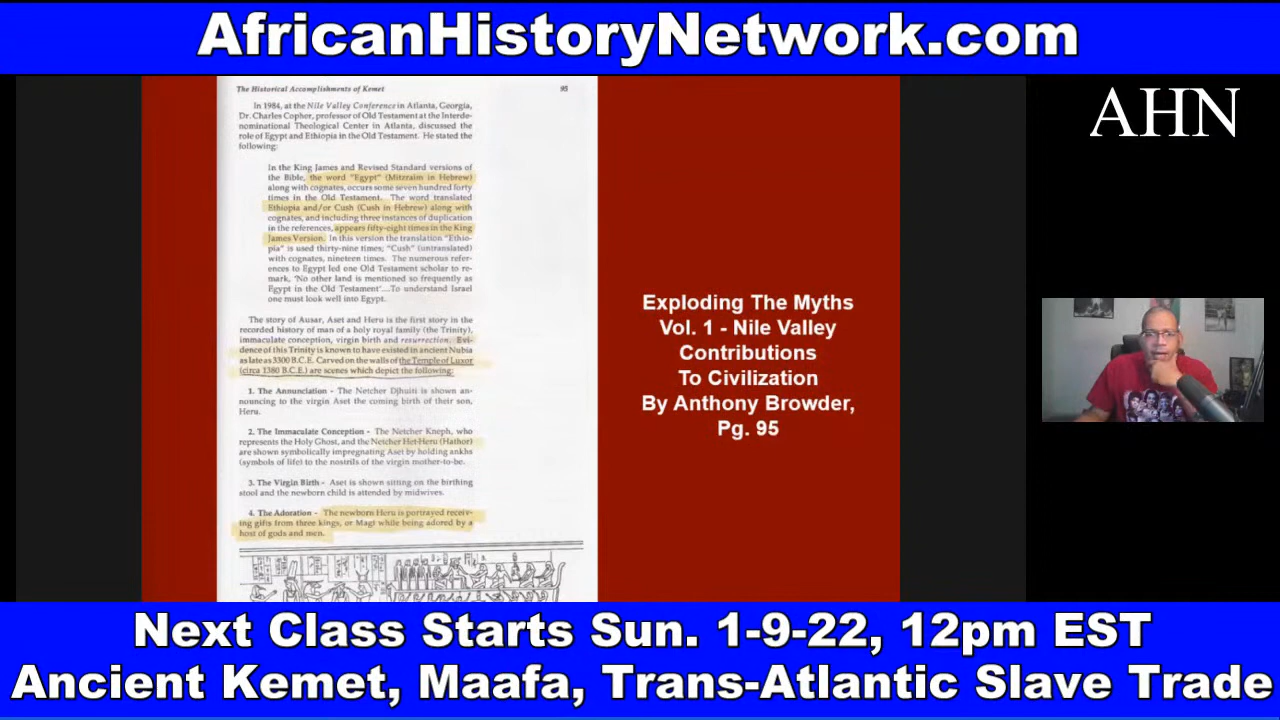 AfricanHistoryNetwork.com
AHN
The Historical Accomplishments of Kemet 95
In 1984, at the Nile Valley Conference in Atlanta, Georgia,
Dr. Charles Copher, professor of Old Testament at the Interde-
nominational Theological Center in Atlanta, discussed the
role of Egypt and Ethiopia in the Old Testament. He stated the
following:
In the King James and Revised Standard versions of
the Bible, the word "Egypt" (Mitzraim in Hebrew)
along with cognates, occurs some seven hundred forty
times in the Old Testament. The word translated
Ethiopia and/or Cush (Cush in Hebrew) along with
cognates, and including three instances of duplication
in the references, appears fifty-eight times in the King
James Version. In this version the translation "Ethio-
pia" is used thirty-nine times; "Cush" (untranslated)
with cognates, nineteen times. The numerous refer-
ences to Egypt led one Old Testament scholar to re-
mark, 'No other land is mentioned so frequently as
Egypt in the Old Testament'...To understand Israel
one must look well into Egypt.
The story of Ausar, Aset and Heru is the first story in the
recorded history of man of a holy royal family (the Trinity),
immaculate conception, virgin birth and resurrection. Evi-
dence of this Trinity is known to have existed in ancient Nubia
as late as 3300 B.C.E. Carved on the walls of the Temple of Luxor
(circa 1380 B.C.E.) are scenes which depict the following:
1. The Annunciation - The Netcher Djhuiti is shown an-
nouncing to the virgin Aset the coming birth of their son,
Heru.
2. The Immaculate Conception - The Netcher Kneph, who
represents the Holy Ghost, and the Netcher Het-Heru (Hathor)
are shown symbolically impregnating Aset by holding ankhs
(symbols of life) to the nostrils of the virgin mother-to-be.
3. The Virgin Birth - Aset is shown sitting on the birthing
stool and the newborn child is attended by midwives.
4. The Adoration - The newborn Heru is portrayed receiv-
ing gifts from three kings, or Magi while being adored by a
host of gods and men.
Exploding The Myths
Vol. 1 - Nile Valley
Contributions
To Civilization
By Anthony Browder,
Pg. 95
Next Class Starts Sun. 1-9-22, 12pm EST
Ancient Kemet, Maafa, Trans-Atlantic Slave Trade